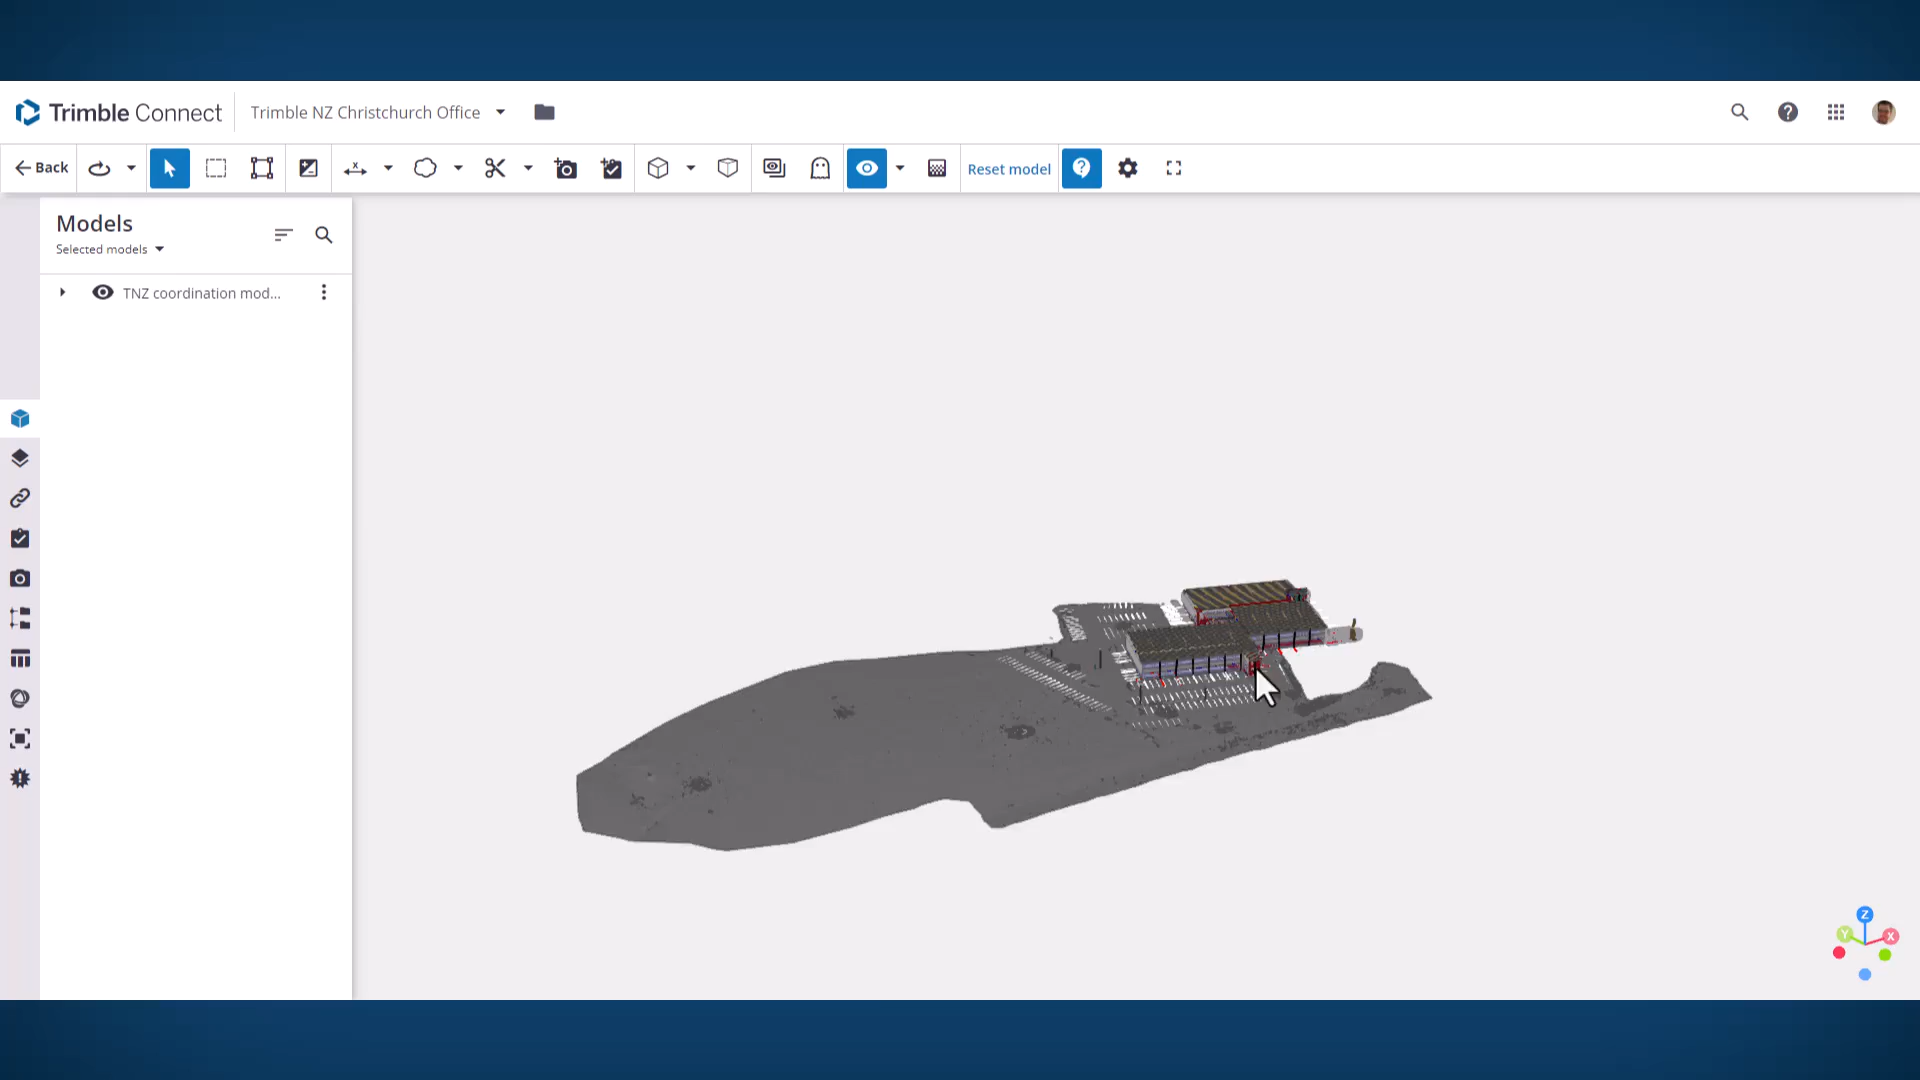 Trimble Connect
Trimble NZ Christchurch Office
Back
Reset model
Models
Selected models
TNZ coordination mod...
Z
Y
X